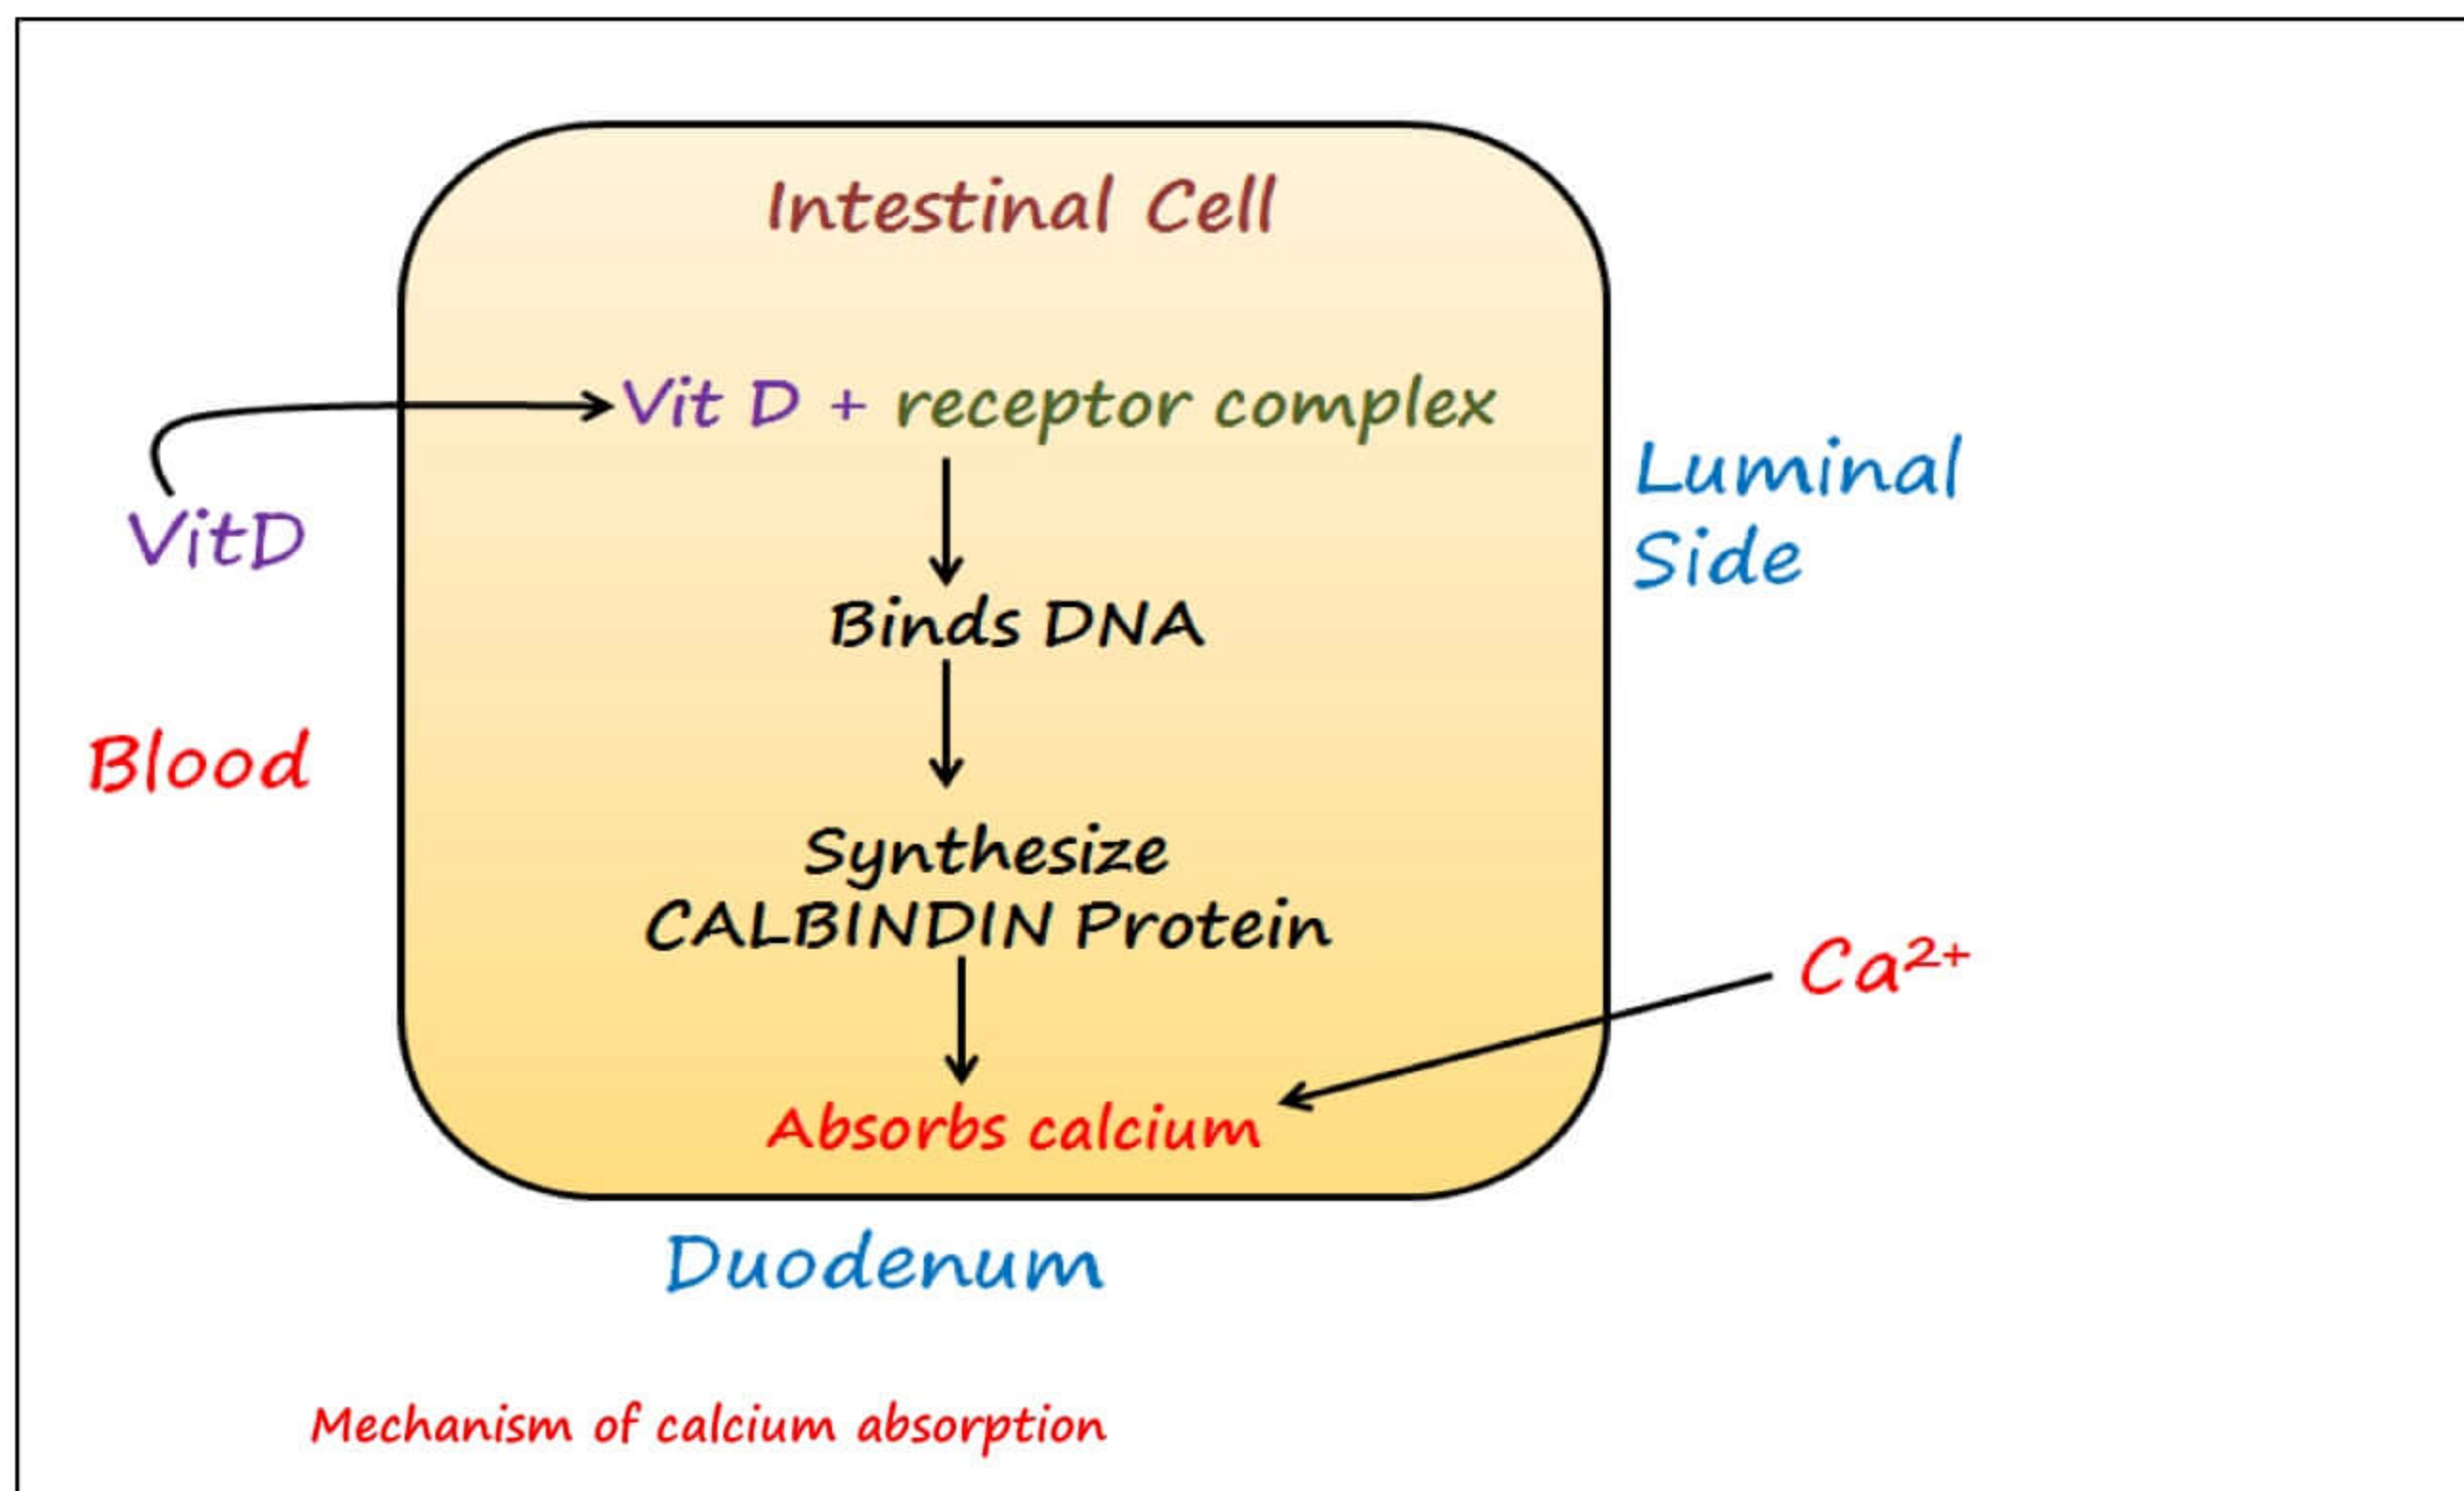 Intestinal Cell
Vit D + receptor complex
Luminal
Side
VitD
Binds DNA
Blood
Synthesize
CALBINDIN Protein
Ca²⁺
Absorbs calcium
Duodenum
Mechanism of calcium absorption